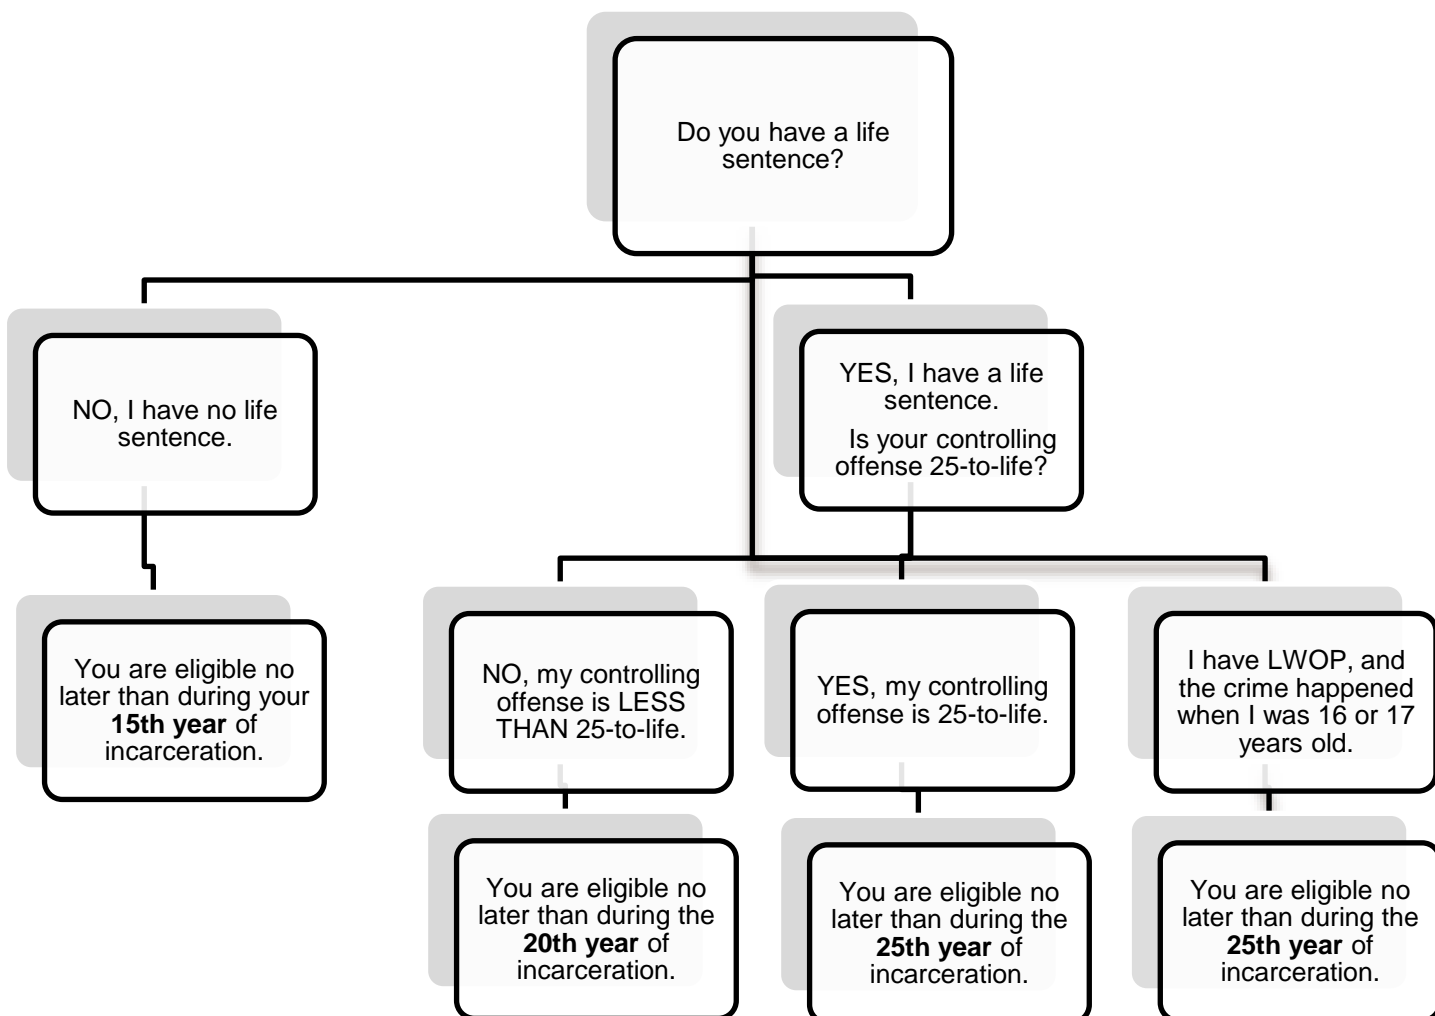 Do you have a life
sentence?
NO, I have no life
sentence.
YES, I have a life
sentence.
Is your controlling
offense 25-to-life?
You are eligible no
later than during your
15th year of
incarceration.
NO, my controlling
offense is LESS
THAN 25-to-life.
YES, my controlling
offense is 25-to-life.
I have LWOP, and
the crime happened
when I was 16 or 17
years old.
You are eligible no
later than during the
20th year of
incarceration.
You are eligible no
later than during the
25th year of
incarceration.
You are eligible no
later than during the
25th year of
incarceration.